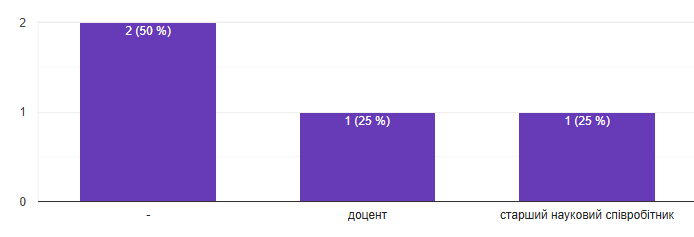 2
2 (50 %)
1
1 (25 %)
1 (25 %)
0
-
доцент
старший науковий співробітник